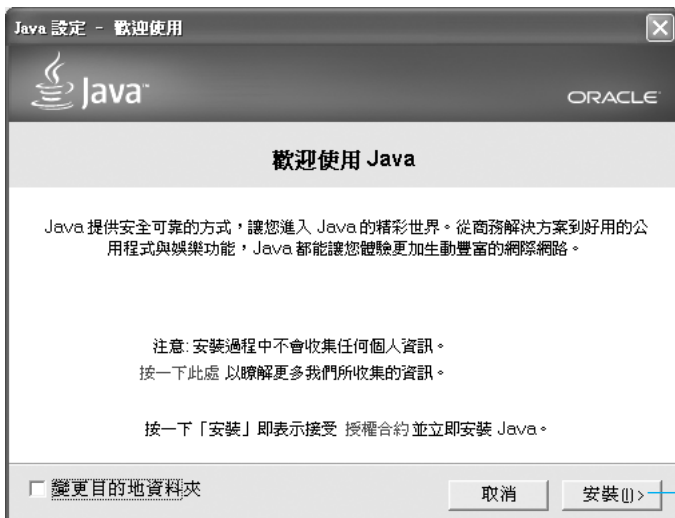 Java 設定 - 歡迎使用
Java™
ORACLE
歡迎使用 Java
Java 提供安全可靠的方式，讓您進入 Java 的精彩世界。從商務解決方案到好用的公
用程式與娛樂功能，Java 都能讓您體驗更加生動豐富的網際網路。
注意: 安裝過程中不會收集任何個人資訊。
按一下此處 以瞭解更多我們所收集的資訊。
按一下「安裝」即表示接受 授權合約 並立即安裝 Java。
變更目的地資料夾
取消
安裝(I) >